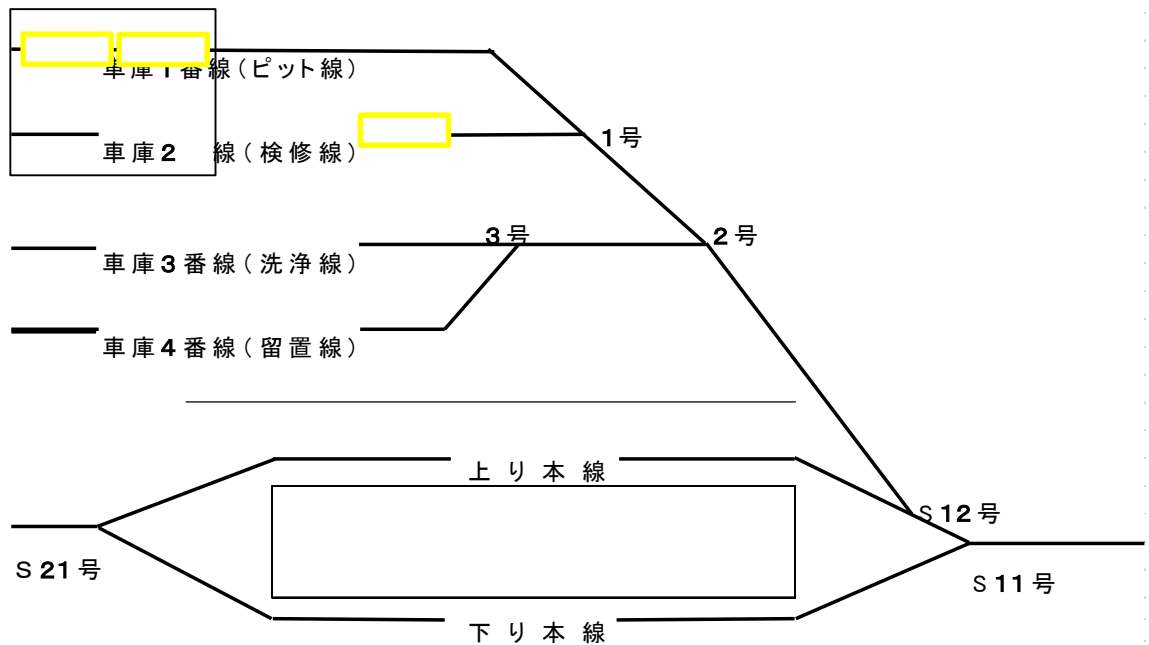 車庫1番線(ピット線)
車庫2 線(検修線)
1号
3号
2号
車庫3番線(洗浄線)
車庫4番線(留置線)
上り本線
S12号
S21号
S11号
下り本線